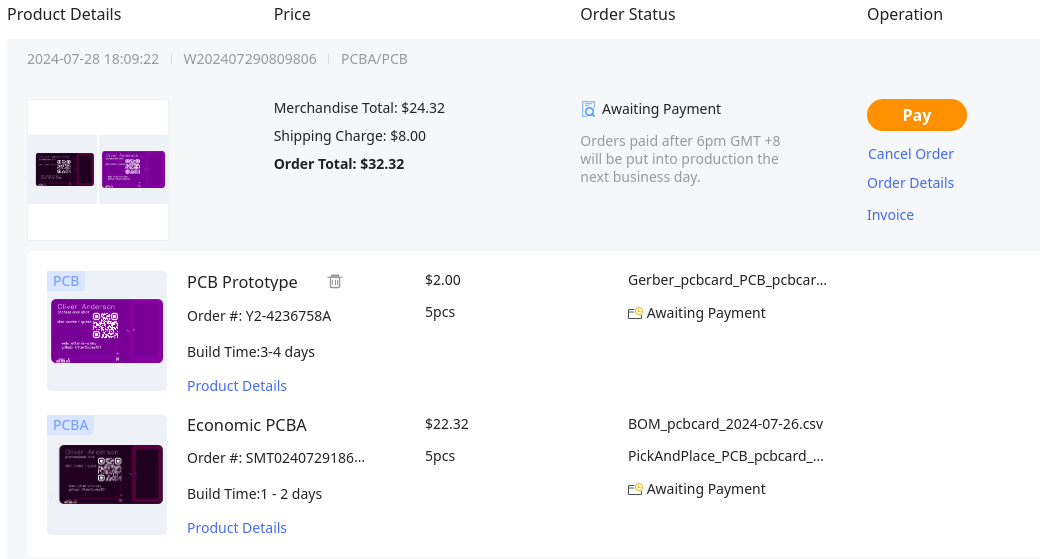 Product Details Price Order Status Operation
2024-07-28 18:09:22 W202407290809806 PCBA/PCB
Merchandise Total: $24.32
Shipping Charge: $8.00
Order Total: $32.32
Awaiting Payment
Orders paid after 6pm GMT +8
will be put into production the
next business day.
Pay
Cancel Order
Order Details
Invoice
PCB
Oliver Anderson
PCB Prototype
Order #: Y2-4236758A
Build Time:3-4 days
Product Details
$2.00
5pcs
Gerber_pcbcard_PCB_pcbcar...
Awaiting Payment
PCBA
Oliver Anderson
Economic PCBA
Order #: SMT0240729186...
Build Time:1 - 2 days
Product Details
$22.32
5pcs
BOM_pcbcard_2024-07-26.csv
PickAndPlace_PCB_pcbcard_...
Awaiting Payment